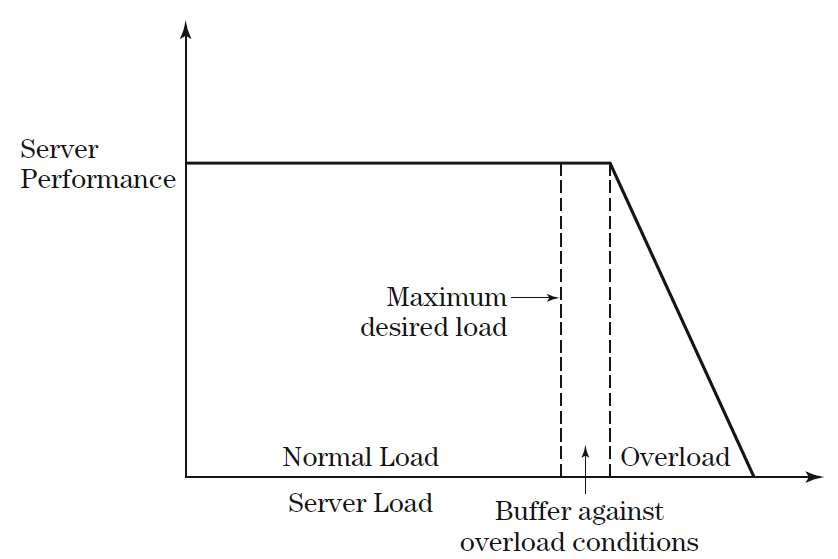 Server
Performance
Maximum
desired load
Normal Load
Overload
Server Load
Buffer against
overload conditions